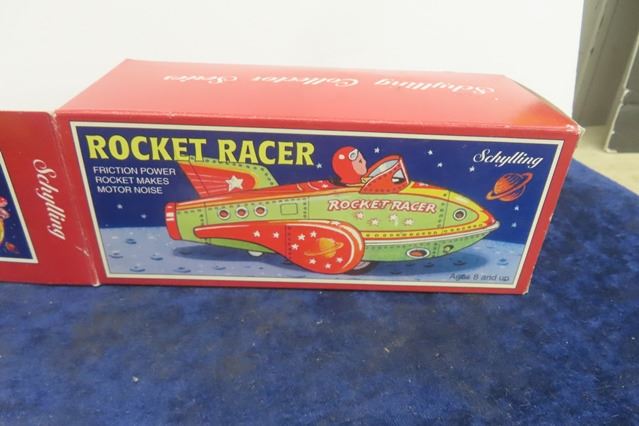 Schylling Collector Series
ROCKET RACER
FRICTION POWER
ROCKET MAKES
MOTOR NOISE
Schylling
ROCKET RACER
Ages 8 and up
Schylling